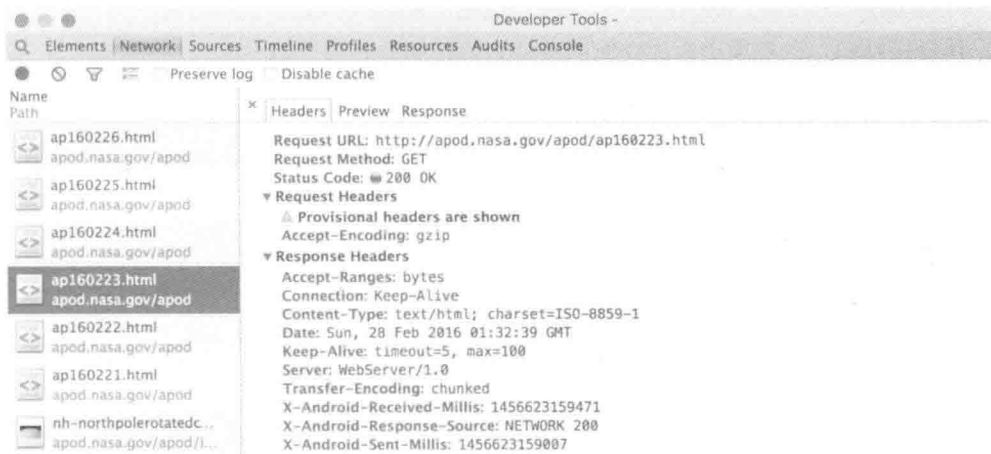 Developer Tools -
Elements Network Sources Timeline Profiles Resources Audits Console
Preserve log Disable cache
Name
Path
Headers Preview Response
ap160226.html
apod.nasa.gov/apod
ap160225.html
apod.nasa.gov/apod
ap160224.html
apod.nasa.gov/apod
ap160223.html
apod.nasa.gov/apod
ap160222.html
apod.nasa.gov/apod
ap160221.html
apod.nasa.gov/apod
nh-northpolerotatedc...
apod.nasa.gov/apod/i...
Request URL: http://apod.nasa.gov/apod/ap160223.html
Request Method: GET
Status Code: 200 OK
Request Headers
Provisional headers are shown
Accept-Encoding: gzip
Response Headers
Accept-Ranges: bytes
Connection: Keep-Alive
Content-Type: text/html; charset=ISO-8859-1
Date: Sun, 28 Feb 2016 01:32:39 GMT
Keep-Alive: timeout=5, max=100
Server: WebServer/1.0
Transfer-Encoding: chunked
X-Android-Received-Millis: 1456623159471
X-Android-Response-Source: NETWORK 200
X-Android-Sent-Millis: 1456623159007